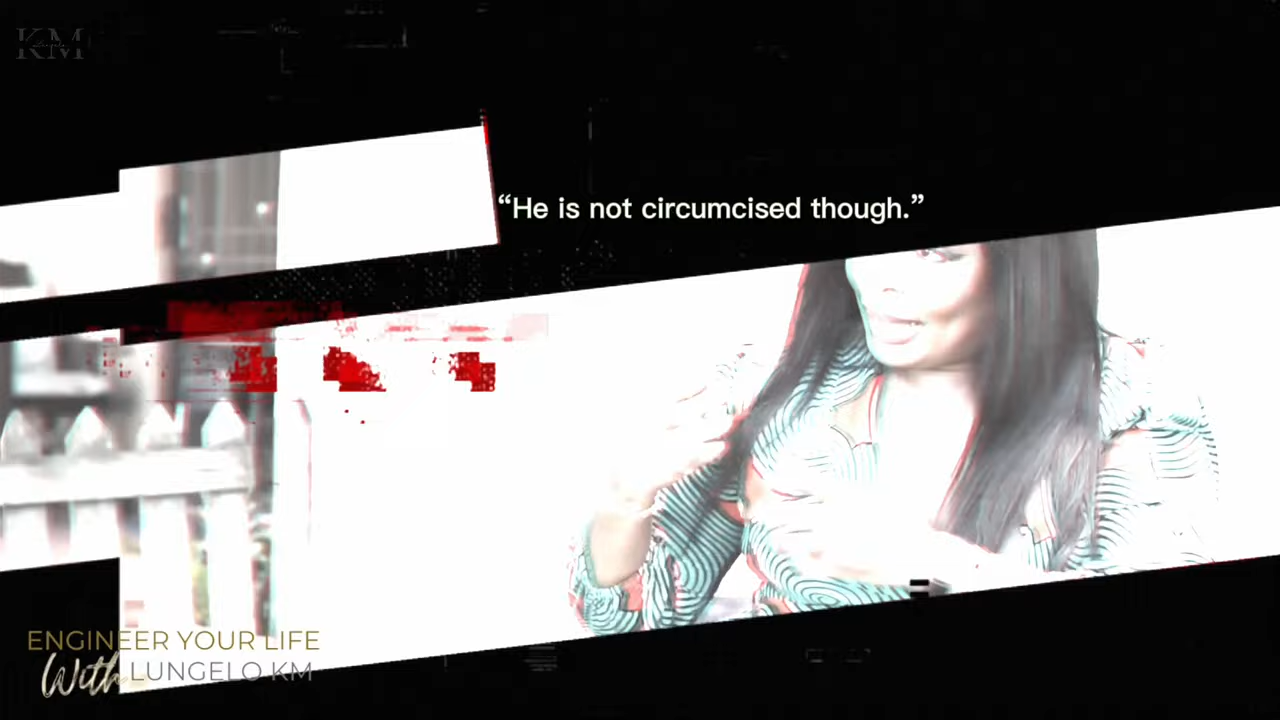 KM
“He is not circumcised though.”
ENGINEER YOUR LIFE
With LUNGELO KM